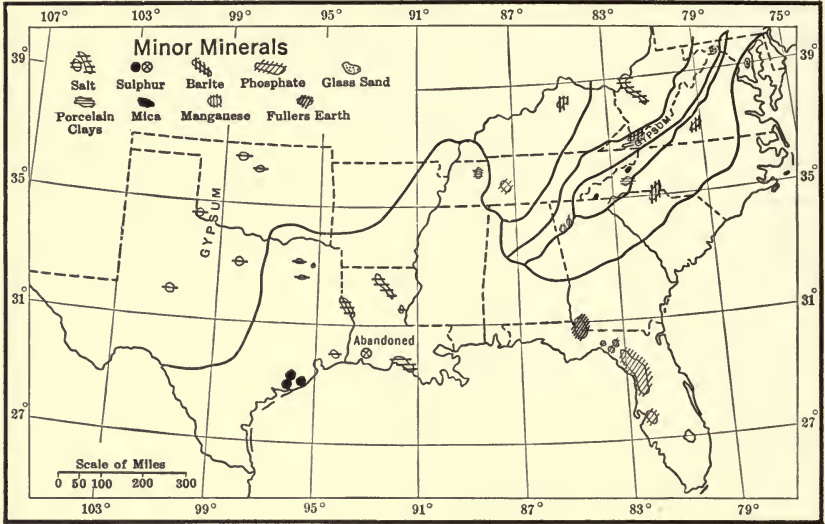 107° 103° 99° 95° 91° 87° 83° 79° 75°
Minor Minerals
Salt Sulphur Barite Phosphate Glass Sand
Porcelain Clays Mica Manganese Fullers Earth
39° 39°
GYPSUM
35° 35°
GYPSUM
31° 31°
Abandoned
27° 27°
Scale of Miles
0 50 100 200 300
103° 99° 95° 91° 87° 83° 79°